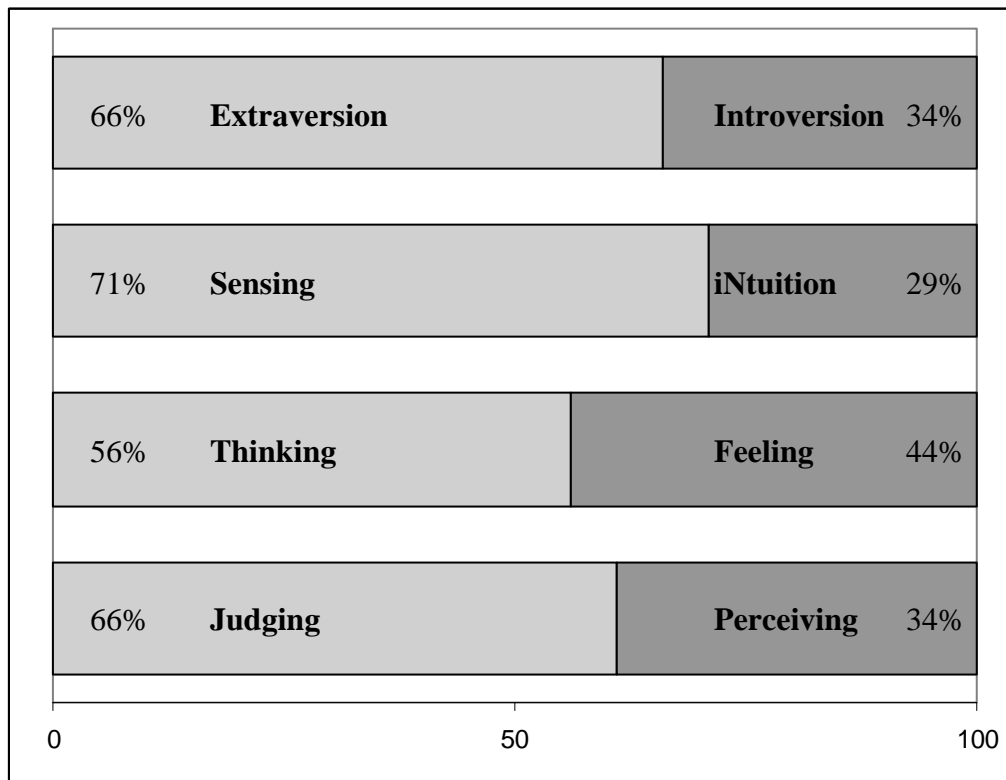 66% Extraversion Introversion 34%
71% Sensing iNtuition 29%
56% Thinking Feeling 44%
66% Judging Perceiving 34%
0 50 100